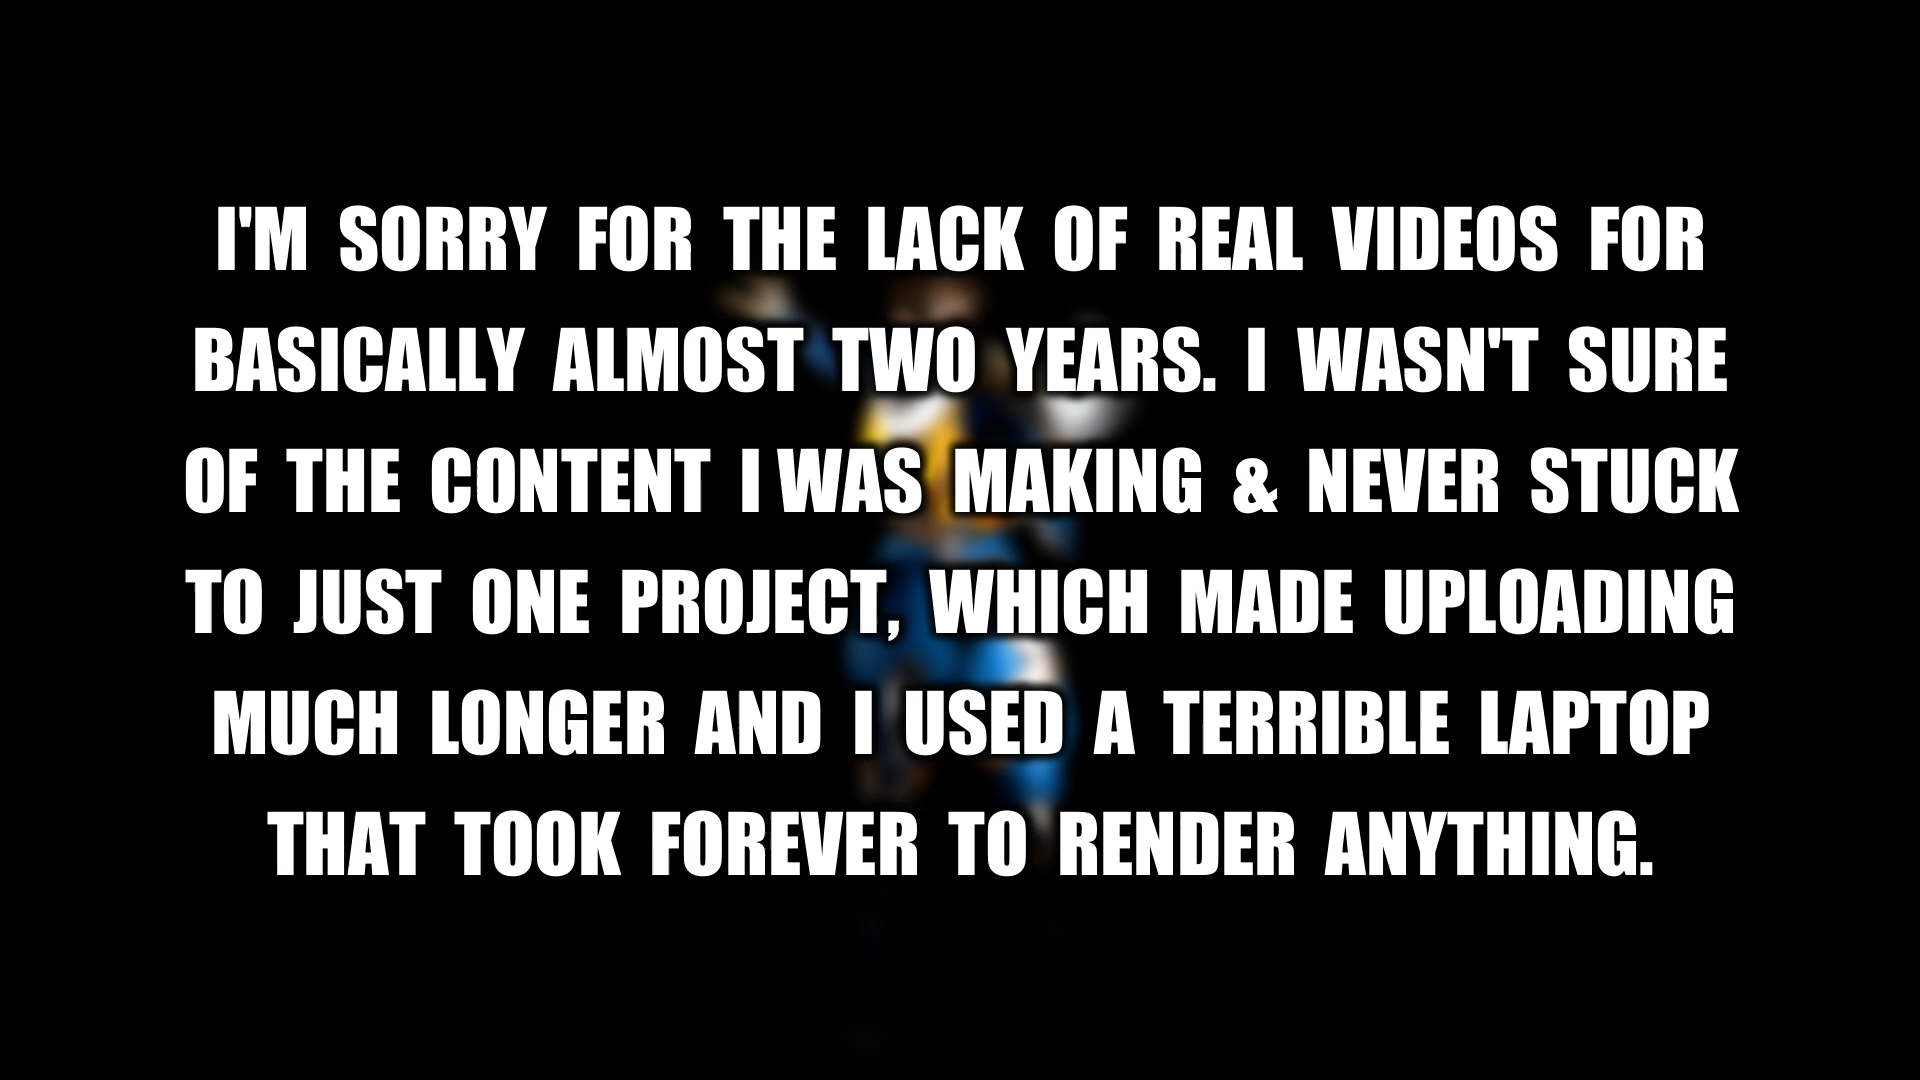 I'M SORRY FOR THE LACK OF REAL VIDEOS FOR
BASICALLY ALMOST TWO YEARS. I WASN'T SURE
OF THE CONTENT I WAS MAKING & NEVER STUCK
TO JUST ONE PROJECT, WHICH MADE UPLOADING
MUCH LONGER AND I USED A TERRIBLE LAPTOP
THAT TOOK FOREVER TO RENDER ANYTHING.